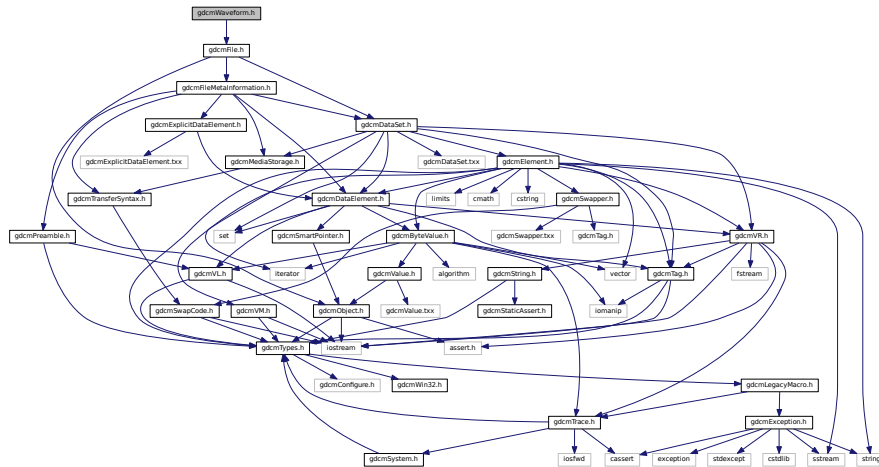 gdcmWaveform.h
gdcmFile.h
gdcmFileMetaInformation.h
gdcmExplicitDataElement.h
gdcmDataSet.h
gdcmExplicitDataElement.txx
gdcmMediaStorage.h
gdcmDataSet.txx
gdcmElement.h
gdcmTransferSyntax.h
gdcmDataElement.h
limits
cmath
cstring
gdcmSwapper.h
gdcmPreamble.h
set
gdcmSmartPointer.h
gdcmByteValue.h
gdcmSwapper.txx
gdcmTag.h
gdcmVR.h
gdcmVL.h
iterator
gdcmValue.h
algorithm
gdcmString.h
vector
gdcmTag.h
fstream
gdcmSwapCode.h
gdcmVM.h
gdcmObject.h
gdcmValue.txx
gdcmStaticAssert.h
iomanip
gdcmTypes.h
iostream
assert.h
gdcmConfigure.h
gdcmWin32.h
gdcmLegacyMacro.h
gdcmTrace.h
gdcmException.h
gdcmSystem.h
iosfwd
cassert
exception
stdexcept
cstdlib
sstream
string